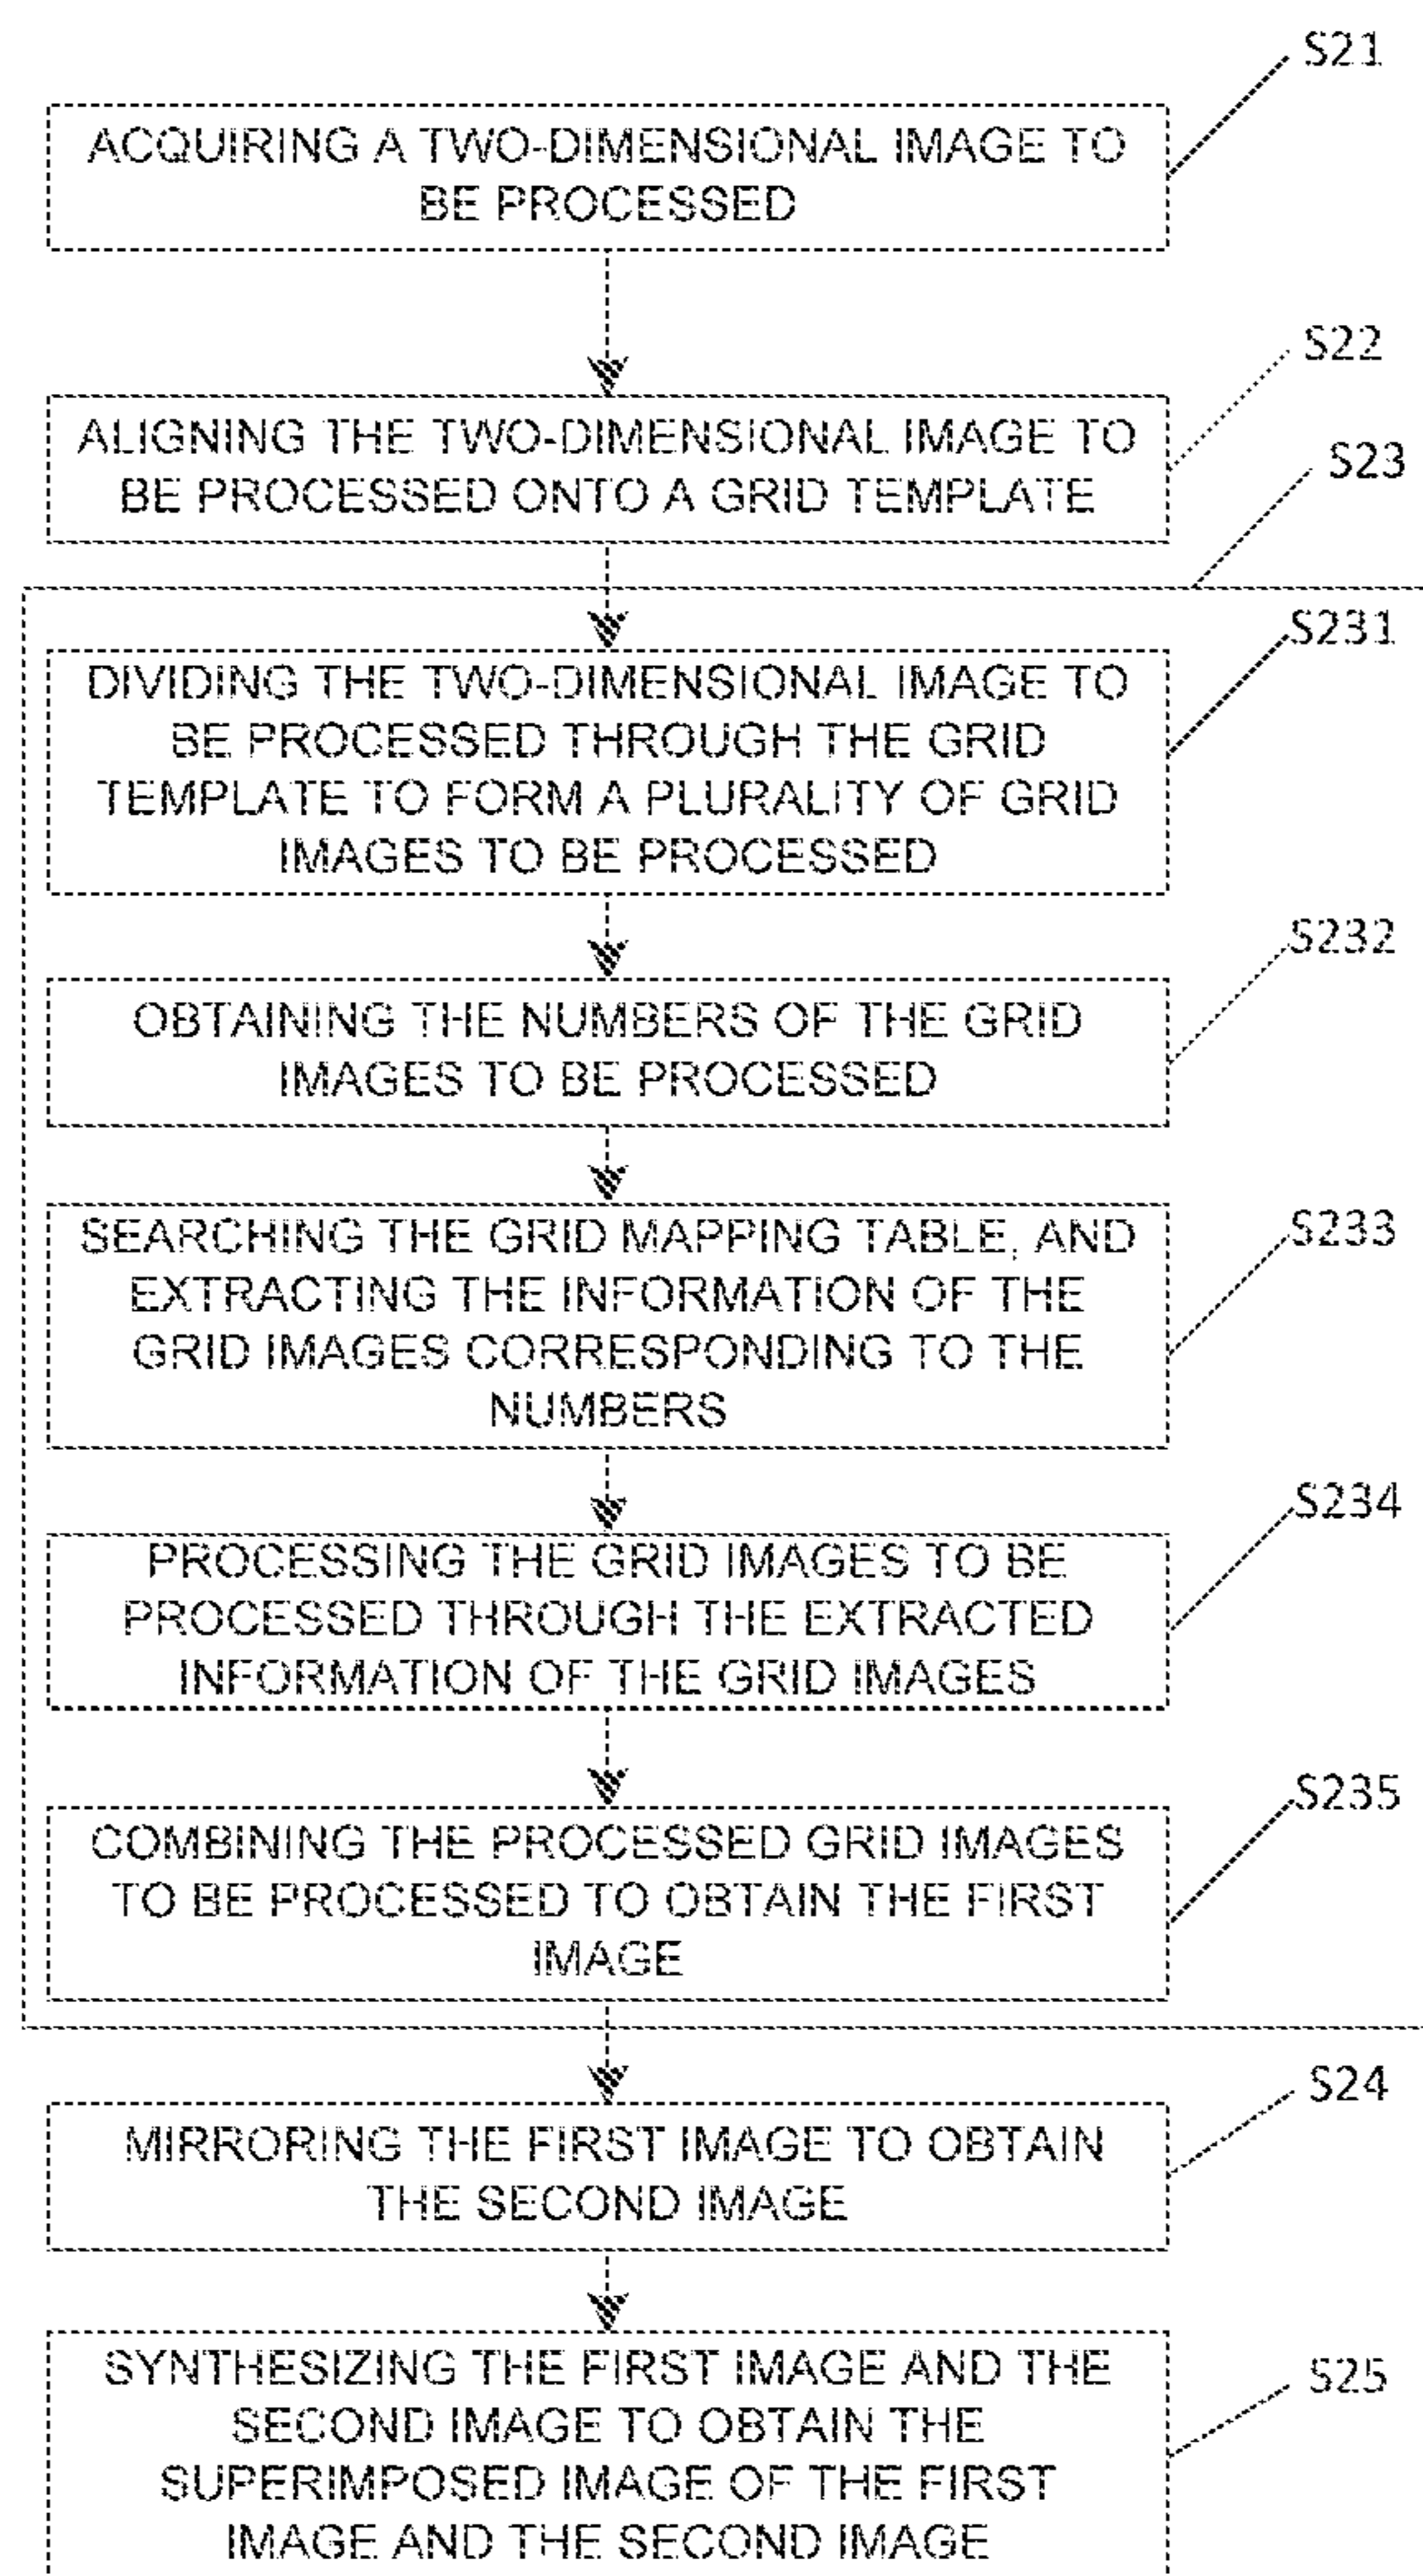 S21
ACQUIRING A TWO-DIMENSIONAL IMAGE TO
BE PROCESSED
S22
ALIGNING THE TWO-DIMENSIONAL IMAGE TO
BE PROCESSED ONTO A GRID TEMPLATE
S23
S231
DIVIDING THE TWO-DIMENSIONAL IMAGE TO
BE PROCESSED THROUGH THE GRID
TEMPLATE TO FORM A PLURALITY OF GRID
IMAGES TO BE PROCESSED
S232
OBTAINING THE NUMBERS OF THE GRID
IMAGES TO BE PROCESSED
S233
SEARCHING THE GRID MAPPING TABLE, AND
EXTRACTING THE INFORMATION OF THE
GRID IMAGES CORRESPONDING TO THE
NUMBERS
S234
PROCESSING THE GRID IMAGES TO BE
PROCESSED THROUGH THE EXTRACTED
INFORMATION OF THE GRID IMAGES
S235
COMBINING THE PROCESSED GRID IMAGES
TO BE PROCESSED TO OBTAIN THE FIRST
IMAGE
S24
MIRRORING THE FIRST IMAGE TO OBTAIN
THE SECOND IMAGE
S25
SYNTHESIZING THE FIRST IMAGE AND THE
SECOND IMAGE TO OBTAIN THE
SUPERIMPOSED IMAGE OF THE FIRST
IMAGE AND THE SECOND IMAGE